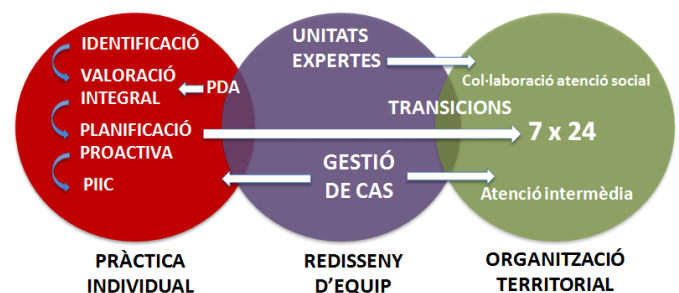 IDENTIFICACIÓ
VALORACIÓ
INTEGRAL
PDA
PLANIFICACIÓ
PROACTIVA
PIIC
UNITATS
EXPERTES
TRANSICIONS
GESTIÓ
DE CAS
Col·laboració atenció social
7 x 24
Atenció intermèdia
PRÀCTICA
INDIVIDUAL
REDISSENY
D’EQUIP
ORGANITZACIÓ
TERRITORIAL